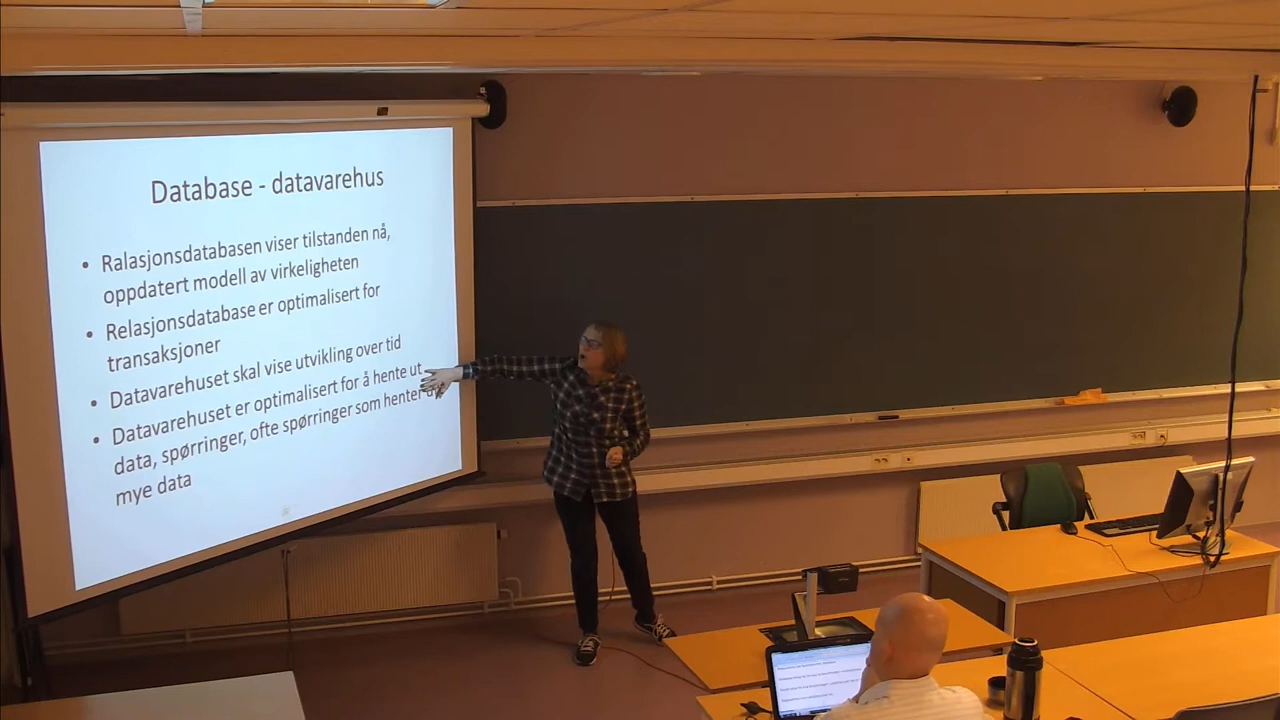 Database - datavarehus
• Ralasjonsdatabasen viser tilstanden nå,
oppdatert modell av virkeligheten
• Relasjonsdatabase er optimalisert for
transaksjoner
• Datavarehuset skal vise utvikling over tid
• Datavarehuset er optimalisert for å hente ut
data, spørringer, ofte spørringer som henter
mye data